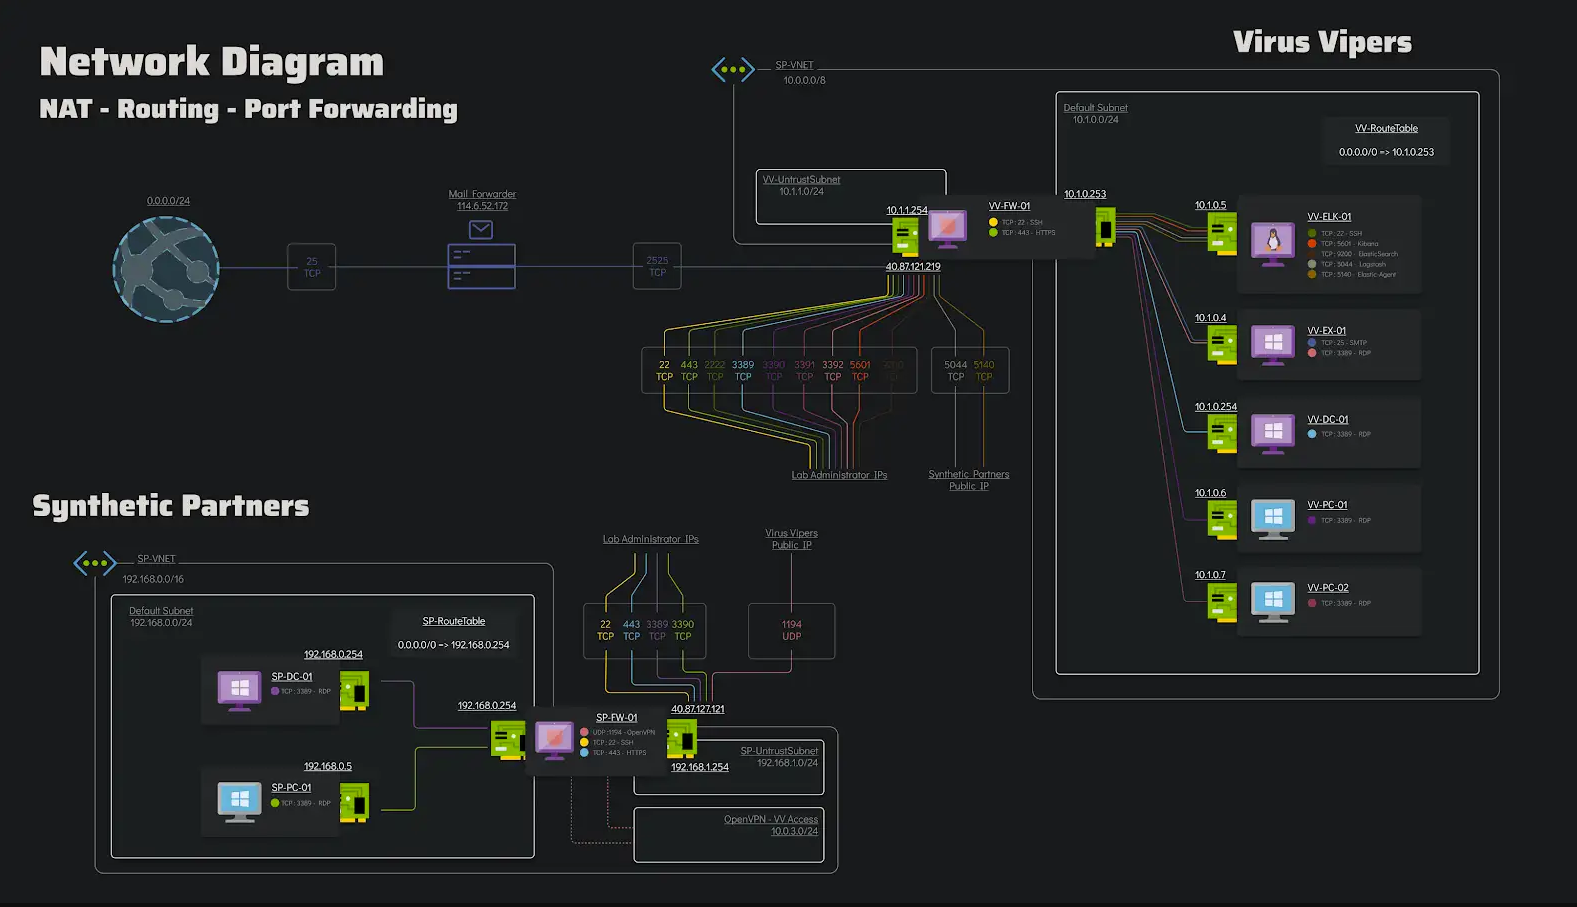 Network Diagram
NAT - Routing - Port Forwarding
Virus Vipers
SP-VNET
10.0.0.0/8
Default Subnet
10.1.0.0/24
VV-RouteTable
0.0.0.0/0 => 10.1.0.253
VV-UntrustSubnet
10.1.1.0/24
0.0.0.0/24
25
TCP
Mail Forwarder
114.6.52.172
2525
TCP
10.1.1.254
VV-FW-01
TCP: 22 - SSH
TCP: 443 - HTTPS
40.87.121.219
10.1.0.253
10.1.0.5
VV-ELK-01
TCP: 22 - SSH
TCP: 5601 - Kibana
TCP: 9200 - ElasticSearch
TCP: 5044 - Logstash
TCP: 5140 - Elastic-Agent
10.1.0.4
VV-EX-01
TCP: 25 - SMTP
TCP: 3389 - RDP
10.1.0.254
VV-DC-01
TCP: 3389 - RDP
10.1.0.6
VV-PC-01
TCP: 3389 - RDP
10.1.0.7
VV-PC-02
TCP: 3389 - RDP
22 443 2222 3389 3390 3391 3392 5601
TCP TCP TCP TCP TCP TCP TCP TCP TCP
5044 5140
TCP TCP
Lab Administrator IPs
Synthetic Partners
Public IP
Synthetic Partners
SP-VNET
192.168.0.0/16
Default Subnet
192.168.0.0/24
SP-RouteTable
0.0.0.0/0 => 192.168.0.254
192.168.0.254
SP-DC-01
TCP: 3389 - RDP
192.168.0.5
SP-PC-01
TCP: 3389 - RDP
192.168.0.254
SP-FW-01
UDP: 1194 - OpenVPN
TCP: 22 - SSH
TCP: 443 - HTTPS
Lab Administrator IPs
22 443 3389 3390
TCP TCP TCP TCP
Virus Vipers
Public IP
1194
UDP
40.87.127.121
192.168.1.254
SP-UntrustSubnet
192.168.1.0/24
OpenVPN - VV Access
10.0.3.0/24